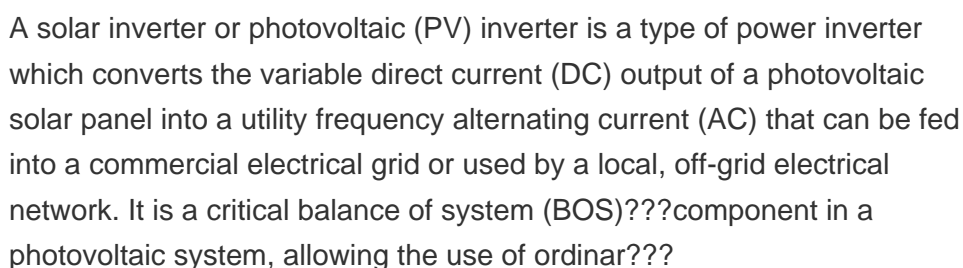 A solar inverter or photovoltaic (PV) inverter is a type of power inverter
which converts the variable direct current (DC) output of a photovoltaic
solar panel into a utility frequency alternating current (AC) that can be fed
into a commercial electrical grid or used by a local, off-grid electrical
network. It is a critical balance of system (BOS)???component in a
photovoltaic system, allowing the use of ordinar???